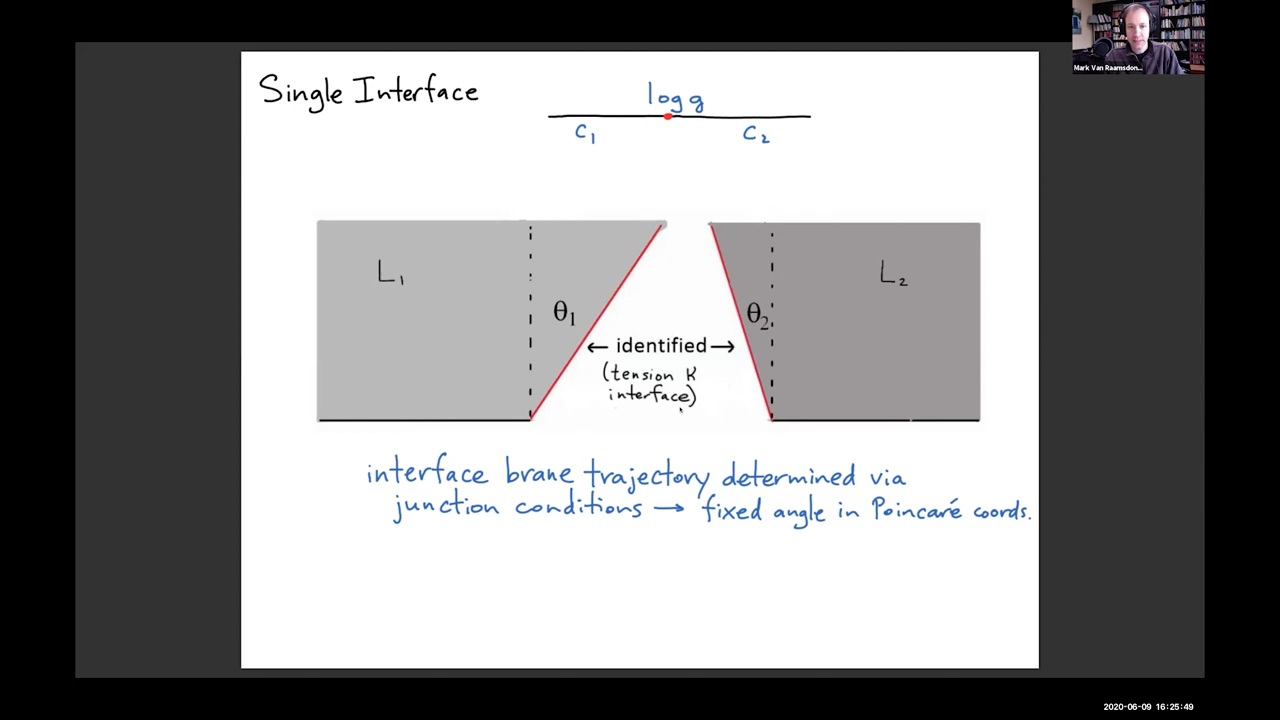 Mark Van Raamsdon...
Single Interface
log g
C₁
C₂
L₁
L₂
θ₁
θ₂
← identified →
(tension K
interface)
interface brane trajectory determined via
junction conditions → fixed angle in Poincaré coords.
2020-06-09 16:25:49